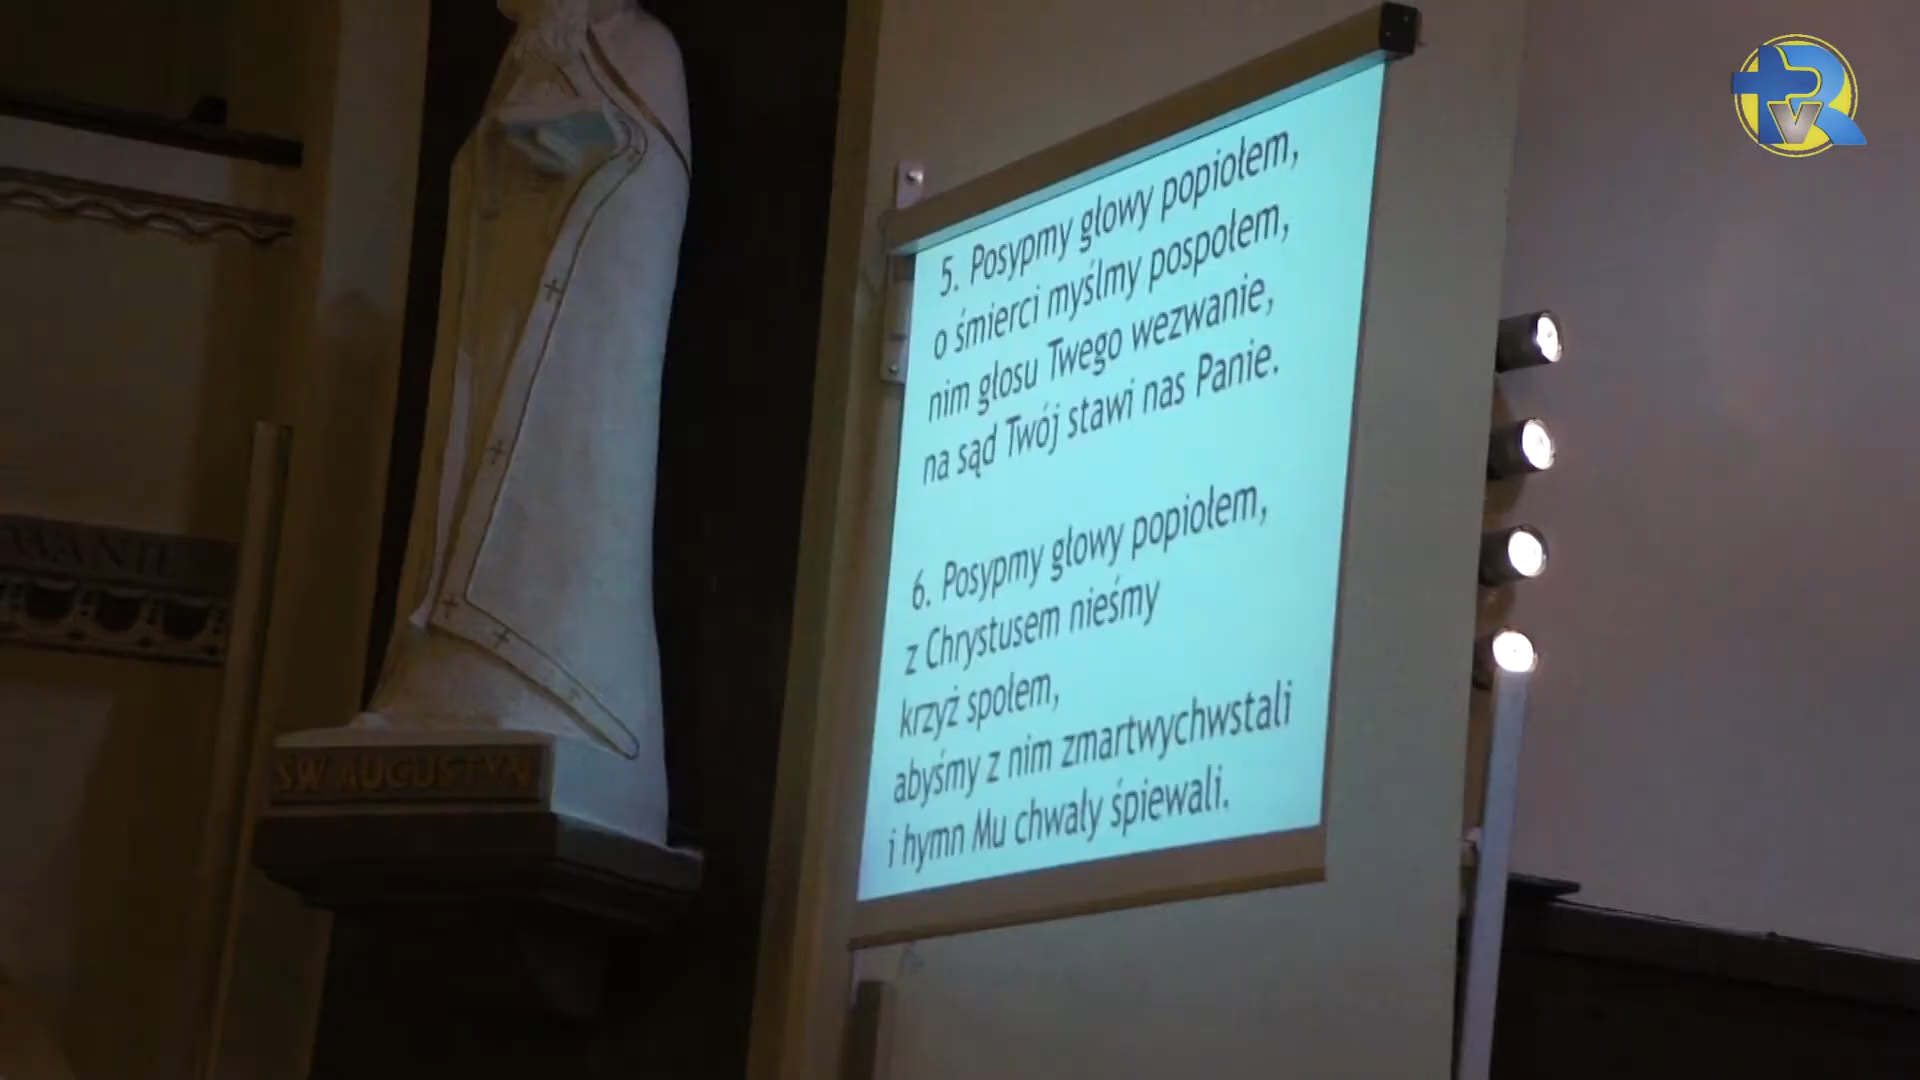 5. Posypmy głowy popiołem,
o śmierci myślmy pospołem,
nim głosu Twego wezwanie,
na sąd Twój stawi nas Panie.
6. Posypmy głowy popiołem,
z Chrystusem nieśmy
krzyż społem,
abyśmy z nim zmartwychwstali
i hymn Mu chwały śpiewali.
ŚW. AUGUSTYN
HANIE